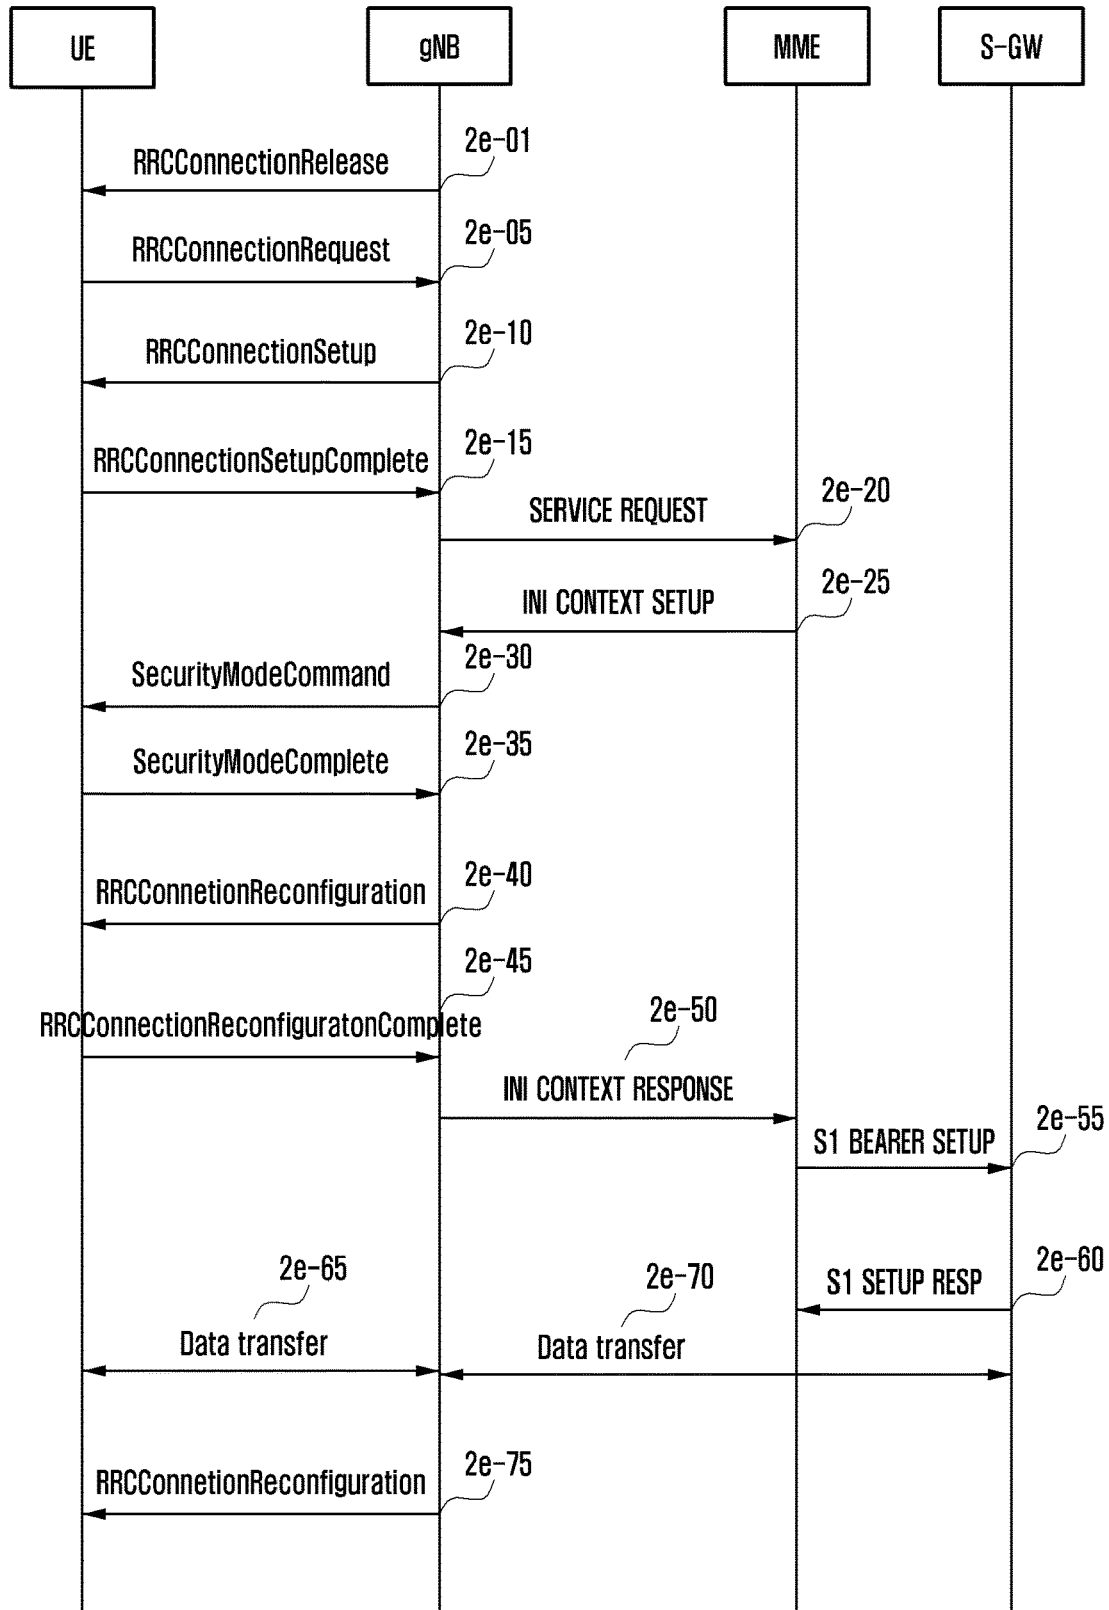 UE
gNB
MME
S-GW
2e-01
RRCConnectionRelease
2e-05
RRCConnectionRequest
2e-10
RRCConnectionSetup
2e-15
RRCConnectionSetupComplete
2e-20
SERVICE REQUEST
2e-25
INI CONTEXT SETUP
2e-30
SecurityModeCommand
2e-35
SecurityModeComplete
2e-40
RRCConnetionReconfiguration
2e-45
RRCConnectionReconfiguratonComplete
2e-50
INI CONTEXT RESPONSE
2e-55
S1 BEARER SETUP
2e-60
S1 SETUP RESP
2e-65
Data transfer
2e-70
Data transfer
2e-75
RRCConnetionReconfiguration